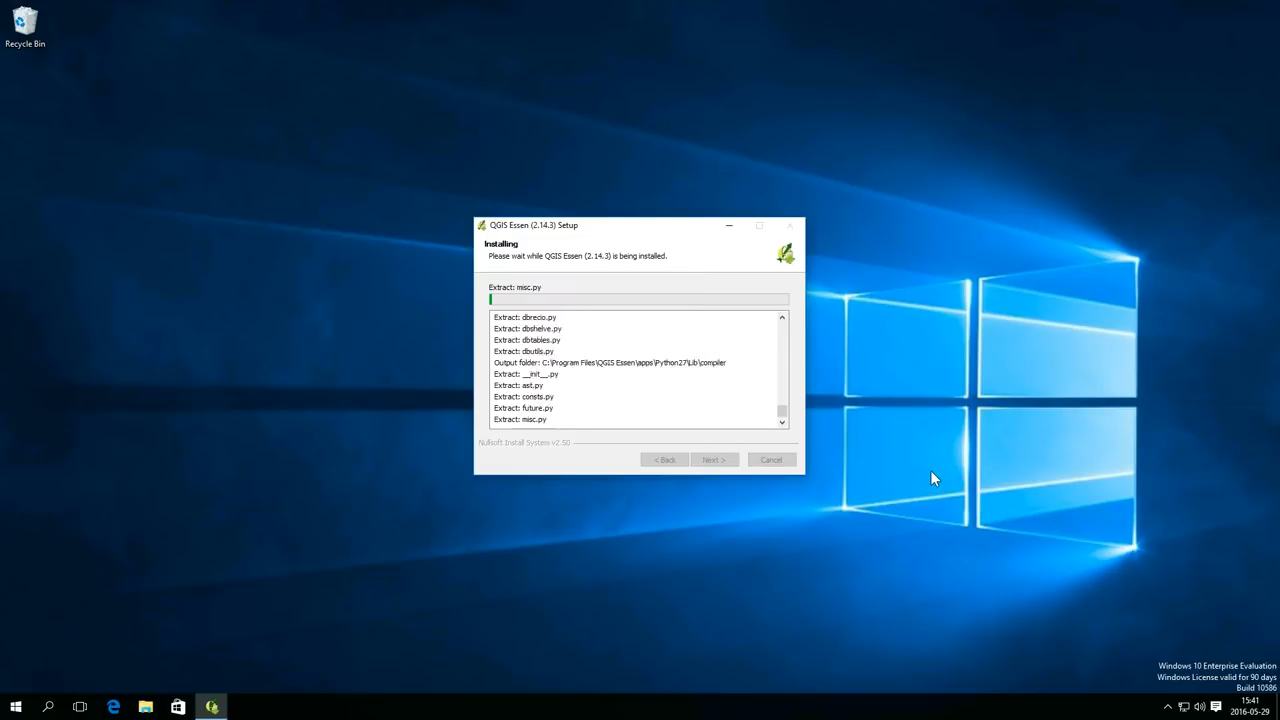 Recycle Bin
QGIS Essen (2.14.3) Setup
Installing
Please wait while QGIS Essen (2.14.3) is being installed.
Extract: misc.py
Extract: dbrecio.py
Extract: dbshelve.py
Extract: dbtables.py
Extract: dbutils.py
Output folder: C:\Program Files\QGIS Essen\apps\Python27\Lib\compiler
Extract: __init__.py
Extract: ast.py
Extract: consts.py
Extract: future.py
Extract: misc.py
Nullsoft Install System v2.50
< Back
Next >
Cancel
Windows 10 Enterprise Evaluation
Windows License valid for 90 days
Build 10586
15:41
2016-05-29